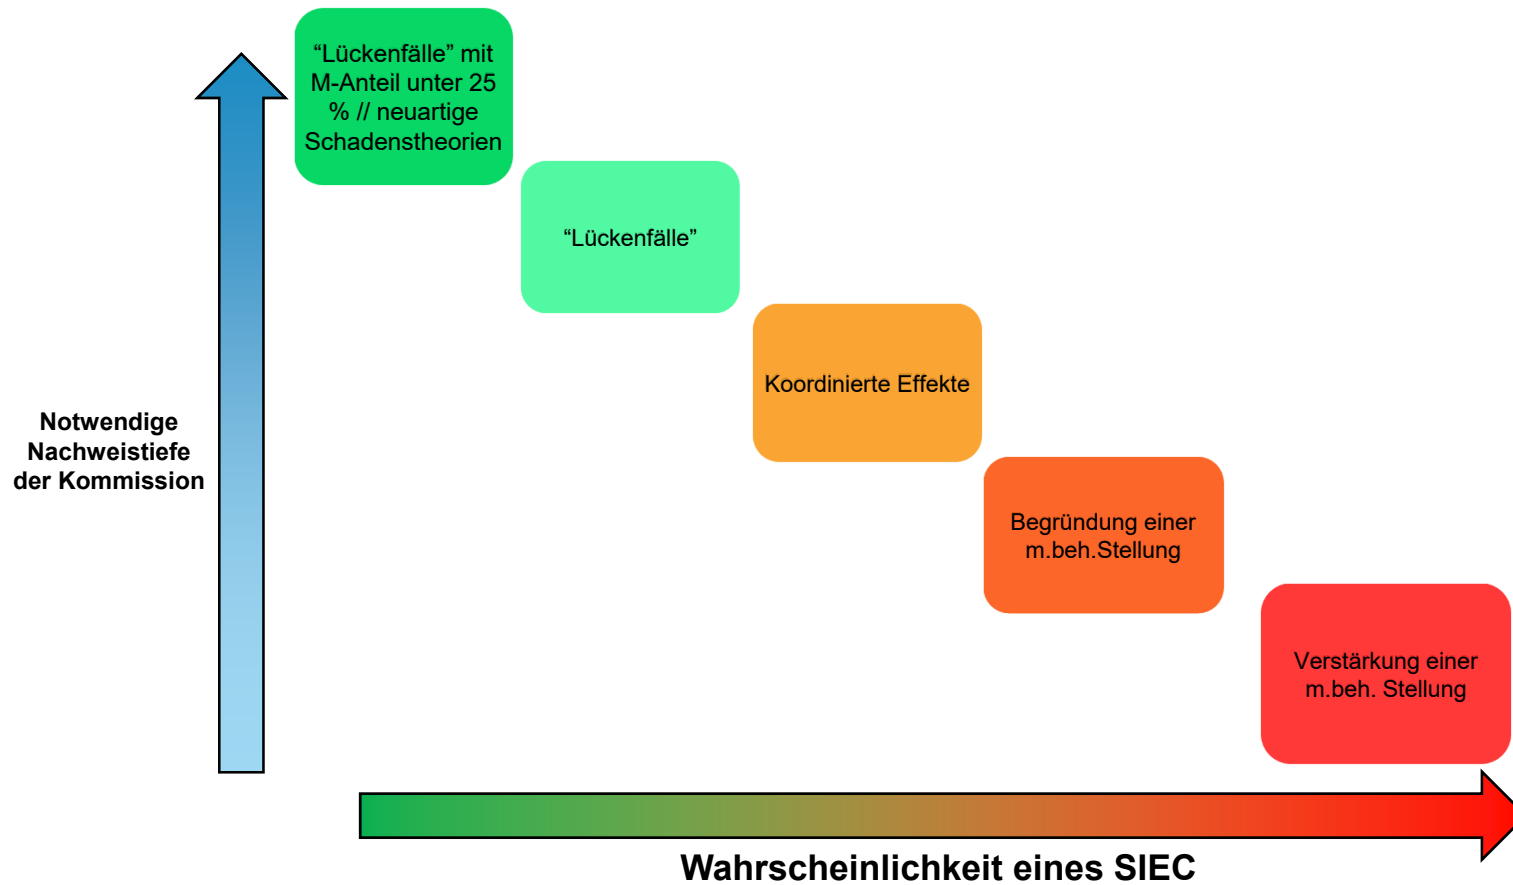 “Lückenfälle” mit
M-Anteil unter 25
% // neuartige
Schadenstheorien
“Lückenfälle”
Koordinierte Effekte
Notwendige
Nachweistiefe
der Kommission
Begründung einer
m.beh.Stellung
Verstärkung einer
m.beh. Stellung
Wahrscheinlichkeit eines SIEC